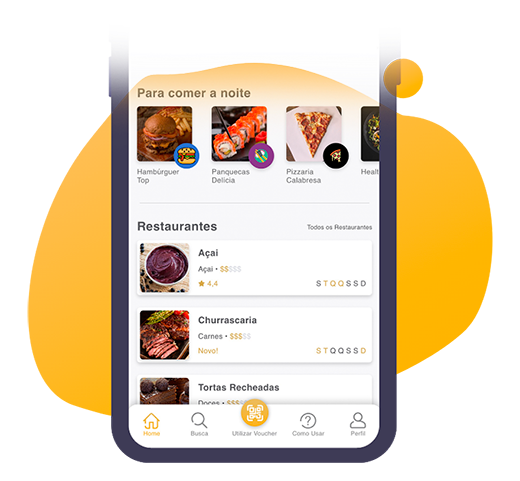 Para comer a noite
Hambúrguer
Top
Panquecas
Delícia
Pizzaria
Calabresa
Restaurantes
Todos os Restaurantes
Açai
Açai • $$$$$
4,4
S T Q Q S S D
Churrascaria
Carnes • $$$$$
Novo!
S T Q Q S S D
Tortas Recheadas
Doces • $$$
Home
Busca
Utilizar Voucher
Como Usar
Perfil